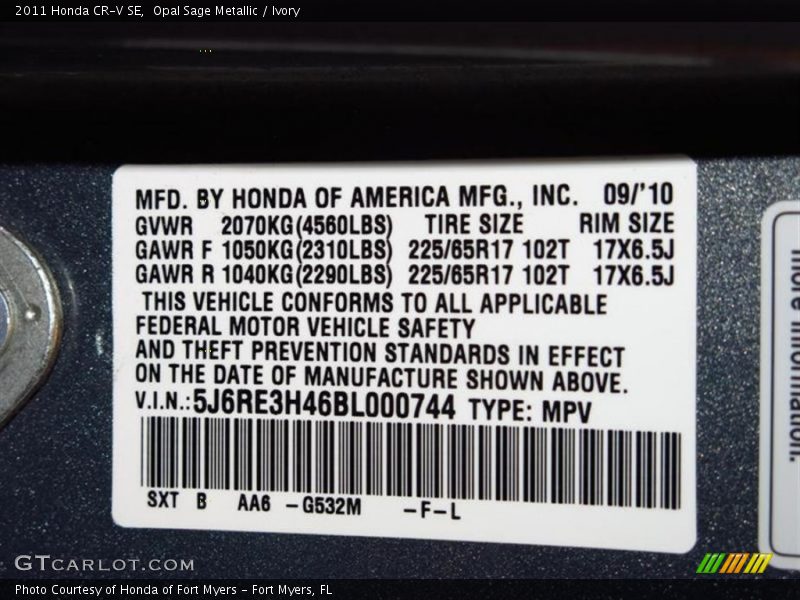 2011 Honda CR-V SE, Opal Sage Metallic / Ivory
MFD. BY HONDA OF AMERICA MFG., INC. 09/'10
GVWR 2070KG(4560LBS) TIRE SIZE RIM SIZE
GAWR F 1050KG(2310LBS) 225/65R17 102T 17X6.5J
GAWR R 1040KG(2290LBS) 225/65R17 102T 17X6.5J
THIS VEHICLE CONFORMS TO ALL APPLICABLE
FEDERAL MOTOR VEHICLE SAFETY
AND THEFT PREVENTION STANDARDS IN EFFECT
ON THE DATE OF MANUFACTURE SHOWN ABOVE.
V.I.N.:5J6RE3H46BL000744 TYPE: MPV
SXT B AA6 -G532M -F-L
more information.
GTCARLOT.COM
Photo Courtesy of Honda of Fort Myers - Fort Myers, FL